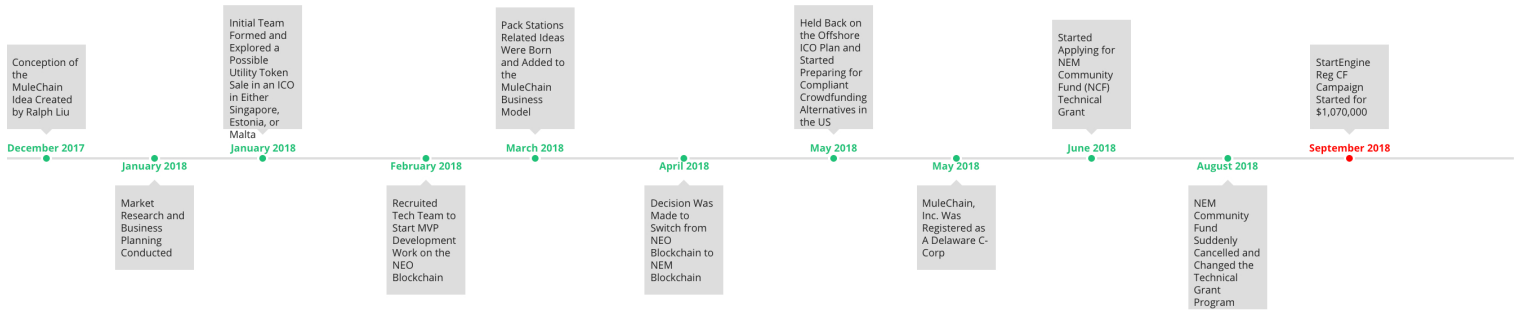 Conception of
the
MuleChain
Idea Created
by Ralph Liu
December 2017
January 2018
Market
Research and
Business
Planning
Conducted
Initial Team
Formed and
Explored a
Possible
Utility Token
Sale in an ICO
in Either
Singapore,
Estonia, or
Malta
January 2018
February 2018
Recruited
Tech Team to
Start MVP
Development
Work on the
NEO
Blockchain
Pack Stations
Related Ideas
Were Born
and Added to
the
MuleChain
Business
Model
March 2018
April 2018
Decision Was
Made to
Switch from
NEO
Blockchain to
NEM
Blockchain
Held Back on
the Offshore
ICO Plan and
Started
Preparing for
Compliant
Crowdfunding
Alternatives in
the US
May 2018
May 2018
MuleChain,
Inc. Was
Registered as
A Delaware C-
Corp
Started
Applying for
NEM
Community
Fund (NCF)
Technical
Grant
June 2018
August 2018
NEM
Community
Fund
Suddenly
Cancelled and
Changed the
Technical
Grant
Program
StartEngine
Reg CF
Campaign
Started for
$1,070,000
September 2018